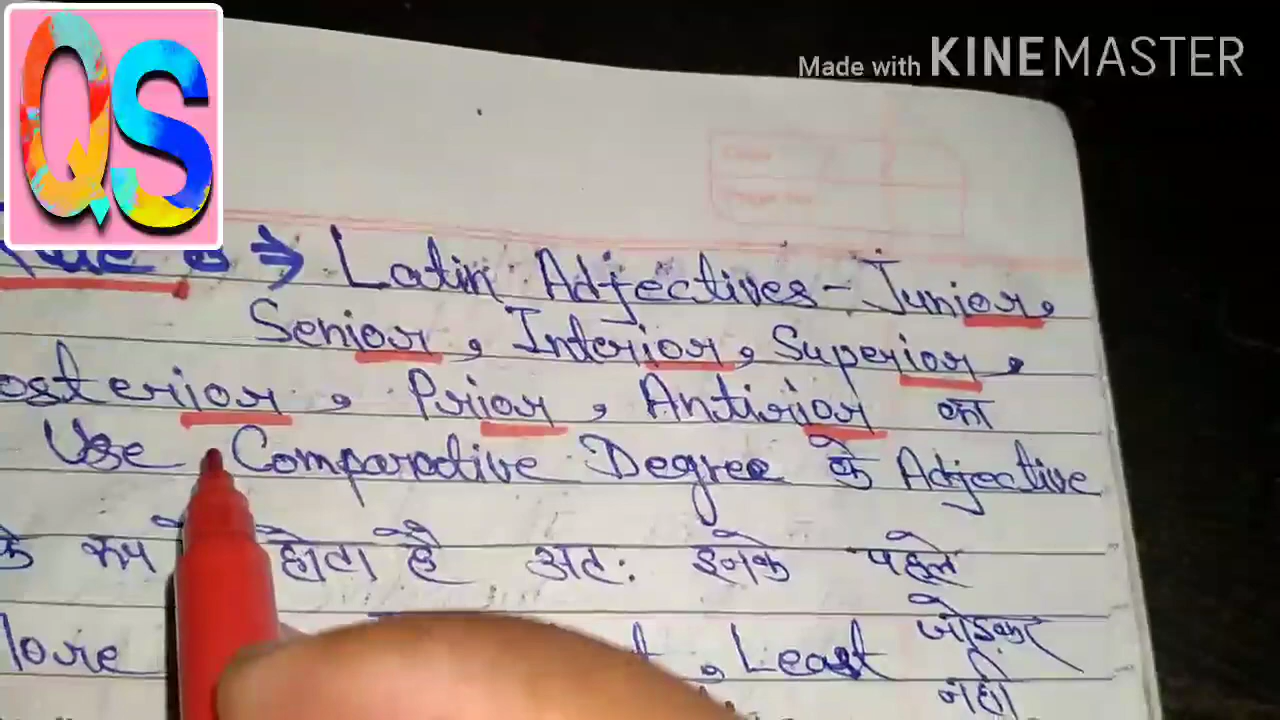 QS
Made with KINEMASTER
⇒ Latin Adjectives - Junior,
Senior, Interior, Superior,
osterior, Prior, Antirior का
Use Comparative Degree के Adjective
के रूप होता है अत: इनके पहले
lore t, Least जोड़कर
नहीं